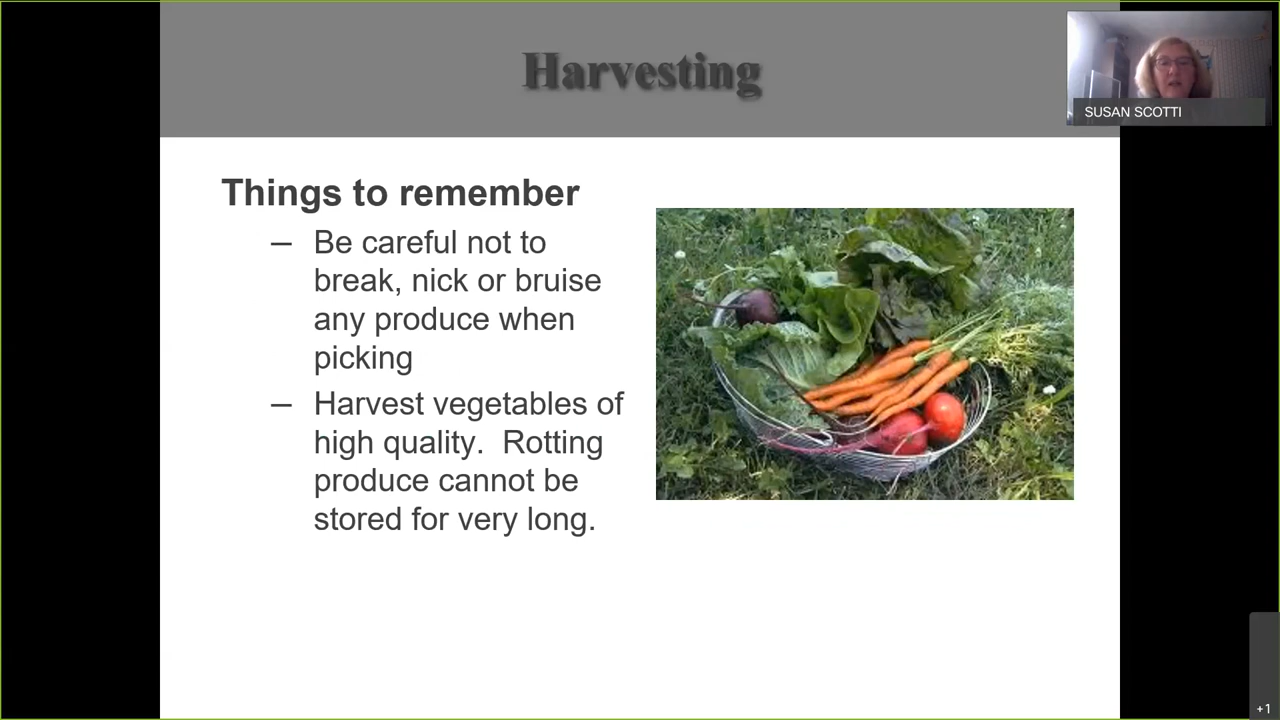 Harvesting
SUSAN SCOTTI
Things to remember
– Be careful not to
break, nick or bruise
any produce when
picking
– Harvest vegetables of
high quality.  Rotting
produce cannot be
stored for very long.
+1